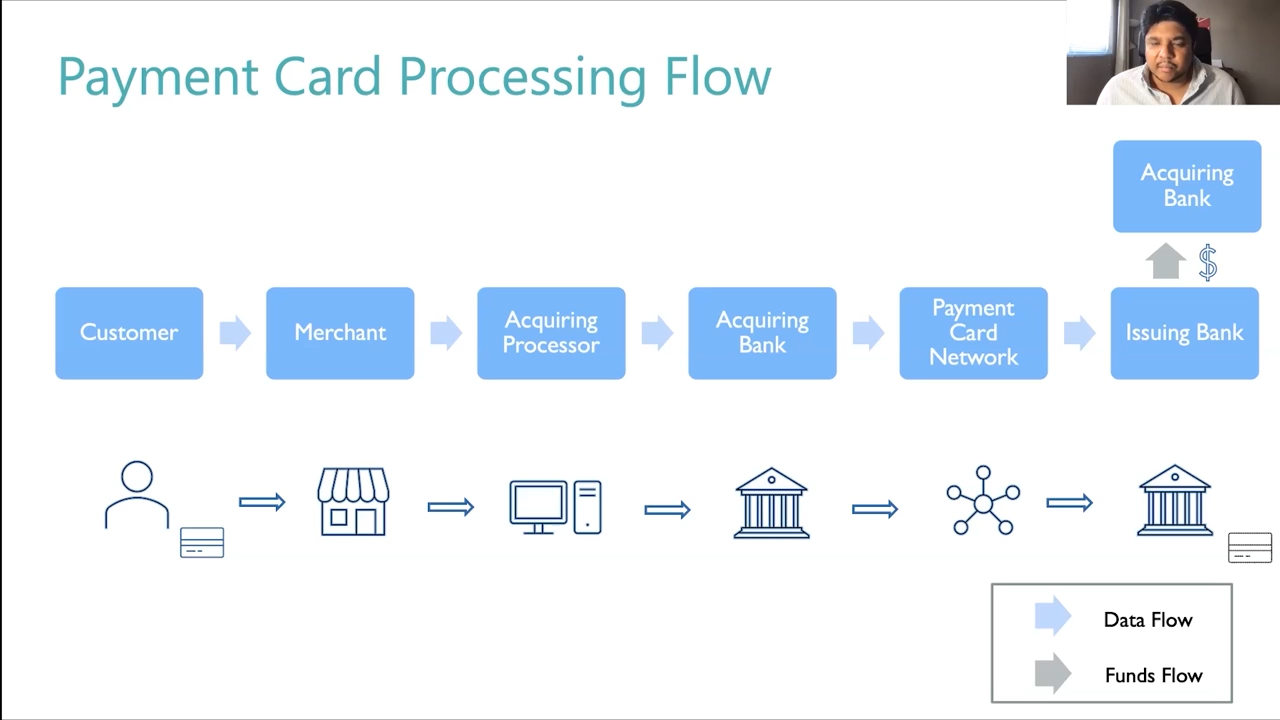 Payment Card Processing Flow
Acquiring
Bank
$
Customer
Merchant
Acquiring
Processor
Acquiring
Bank
Payment
Card
Network
Issuing Bank
Data Flow
Funds Flow